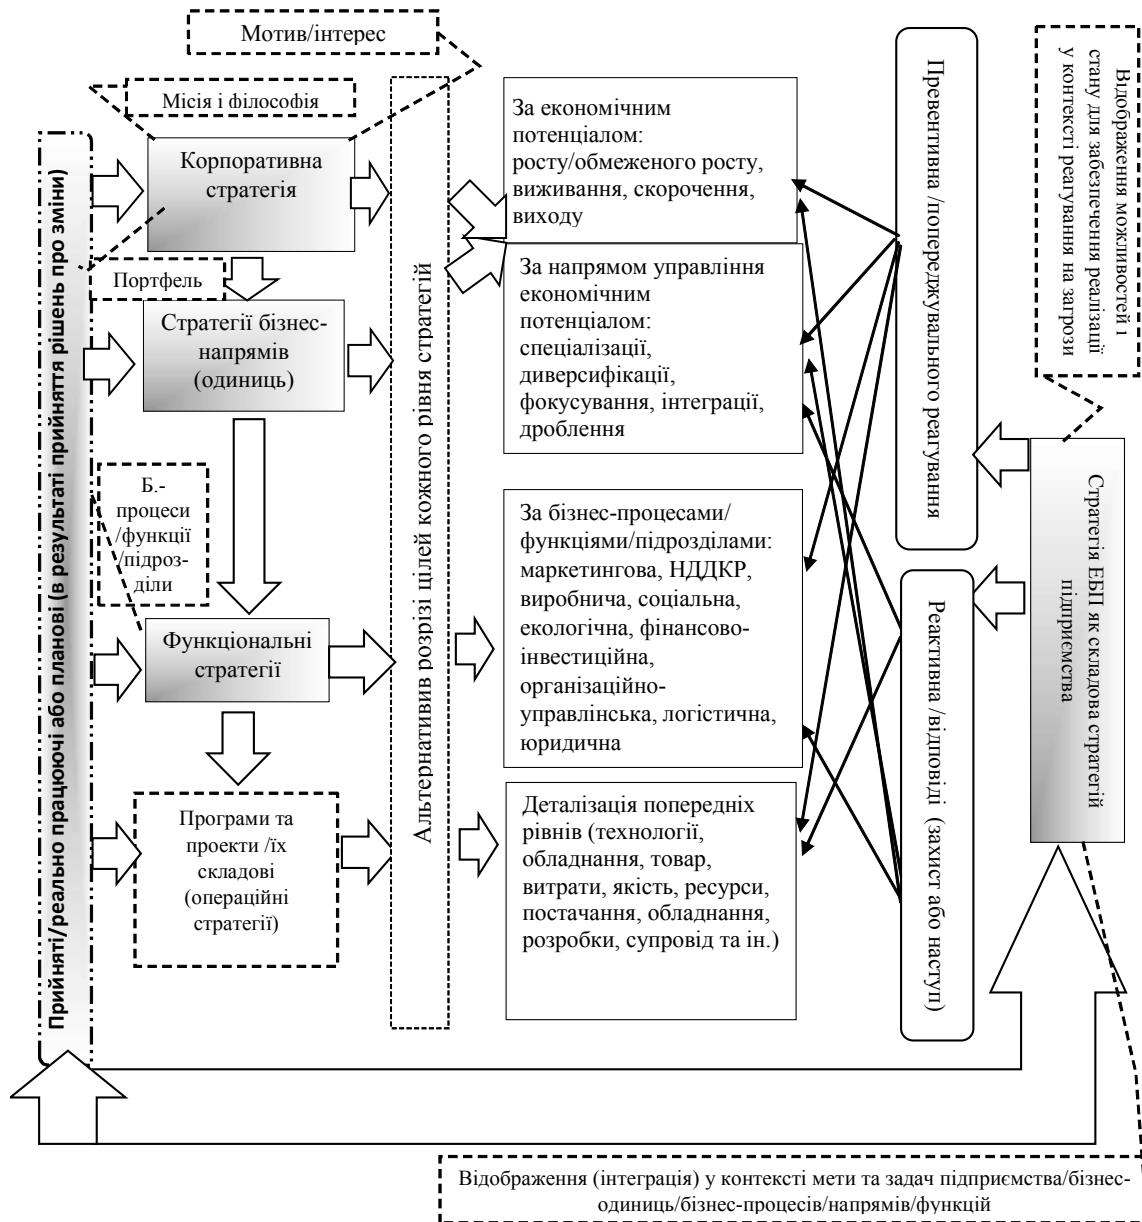 Мотив/інтерес
Місія і філософія
Прийняті/реально працюючі або планові (в результаті прийняття рішень про зміни)
Корпоративна
стратегія
Портфель
Стратегії бізнес-
напрямів
(одиниць)
Б.-
процеси
/функції
/підроз-
діли
Функціональні
стратегії
Програми та
проекти /їх
складові
(операційні
стратегії)
Альтернатив розрізі цілей кожного рівня стратегій
За економічним
потенціалом:
росту/обмеженого росту,
виживання, скорочення,
виходу
За напрямом управління
економічним
потенціалом:
спеціалізації,
диверсифікації,
фокусування, інтеграції,
дроблення
За бізнес-процесами/
функціями/підрозділами:
маркетингова, НДДКР,
виробнича, соціальна,
екологічна, фінансово-
інвестиційна,
організаційно-
управлінська, логістична,
юридична
Деталізація попередніх
рівнів (технології,
обладнання, товар,
витрати, якість, ресурси,
постачання, обладнання,
розробки, супровід та ін.)
Превентивна /попереджувального реагування
Реактивна /відповіді (захист або наступ)
Відображення можливостей і
стану для забезпечення реалізації
у контексті реагування на загрози
Стратегія ЕБП як складова стратегій
підприємства
Відображення (інтеграція) у контексті мети та задач підприємства/бізнес-
одиниць/бізнес-процесів/напрямів/функцій